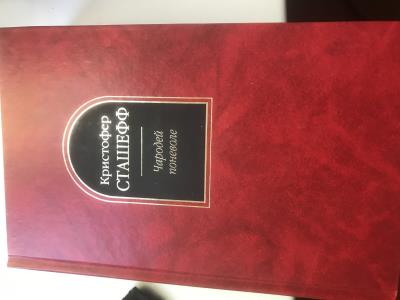 Кристофер
СТАШЕФФ
Чародей
поневоле